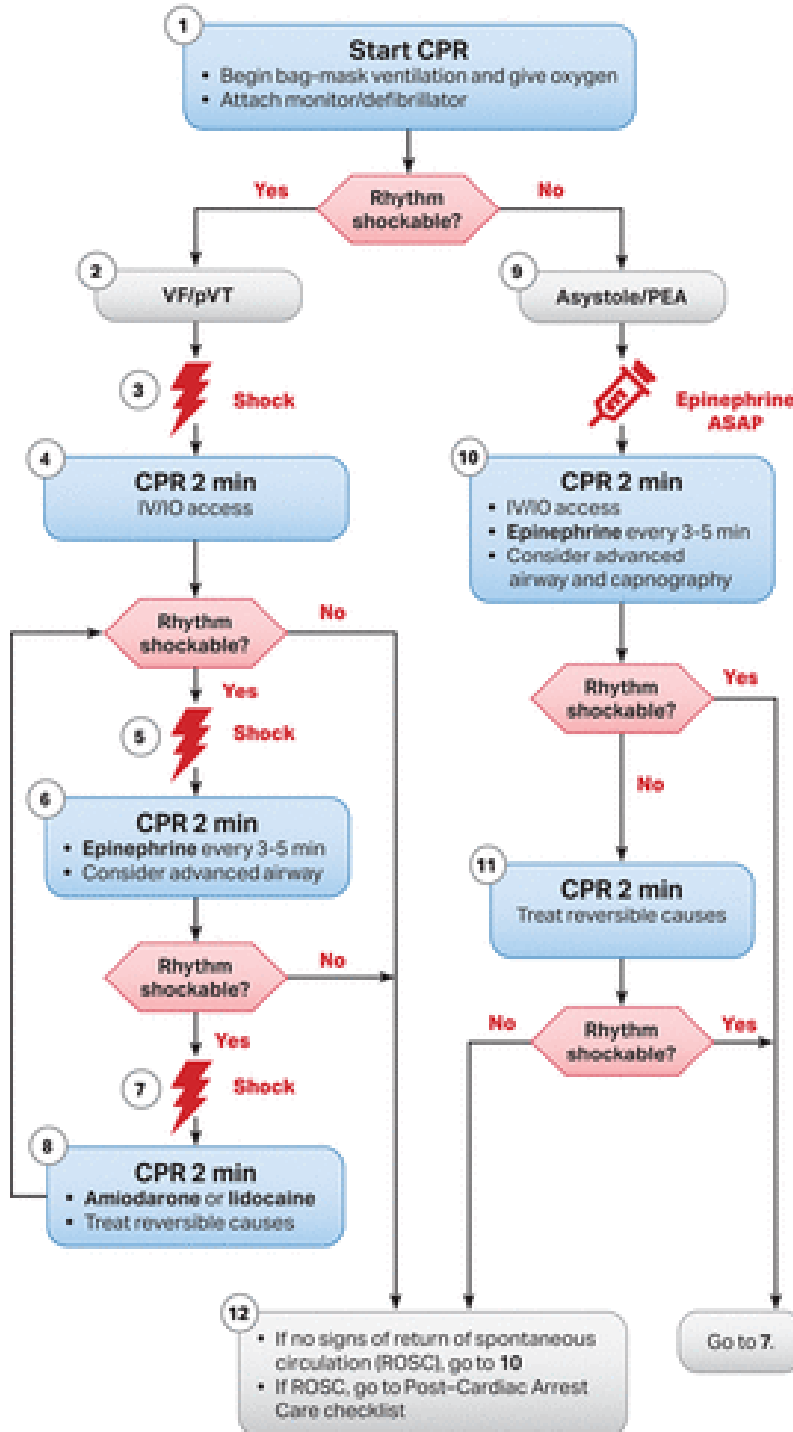 1
Start CPR
• Begin bag-mask ventilation and give oxygen
• Attach monitor/defibrillator
Yes
Rhythm
shockable?
No
2
VF/pVT
9
Asystole/PEA
3
Shock
Epinephrine
ASAP
4
CPR 2 min
IV/IO access
10
CPR 2 min
• IV/IO access
• Epinephrine every 3-5 min
• Consider advanced
airway and capnography
Rhythm
shockable?
No
Yes
5
Shock
Rhythm
shockable?
Yes
No
6
CPR 2 min
• Epinephrine every 3-5 min
• Consider advanced airway
11
CPR 2 min
Treat reversible causes
Rhythm
shockable?
No
Yes
7
Shock
No
Rhythm
shockable?
Yes
8
CPR 2 min
• Amiodarone or lidocaine
• Treat reversible causes
12
• If no signs of return of spontaneous
circulation (ROSC), go to 10
• If ROSC, go to Post–Cardiac Arrest
Care checklist
Go to 7.